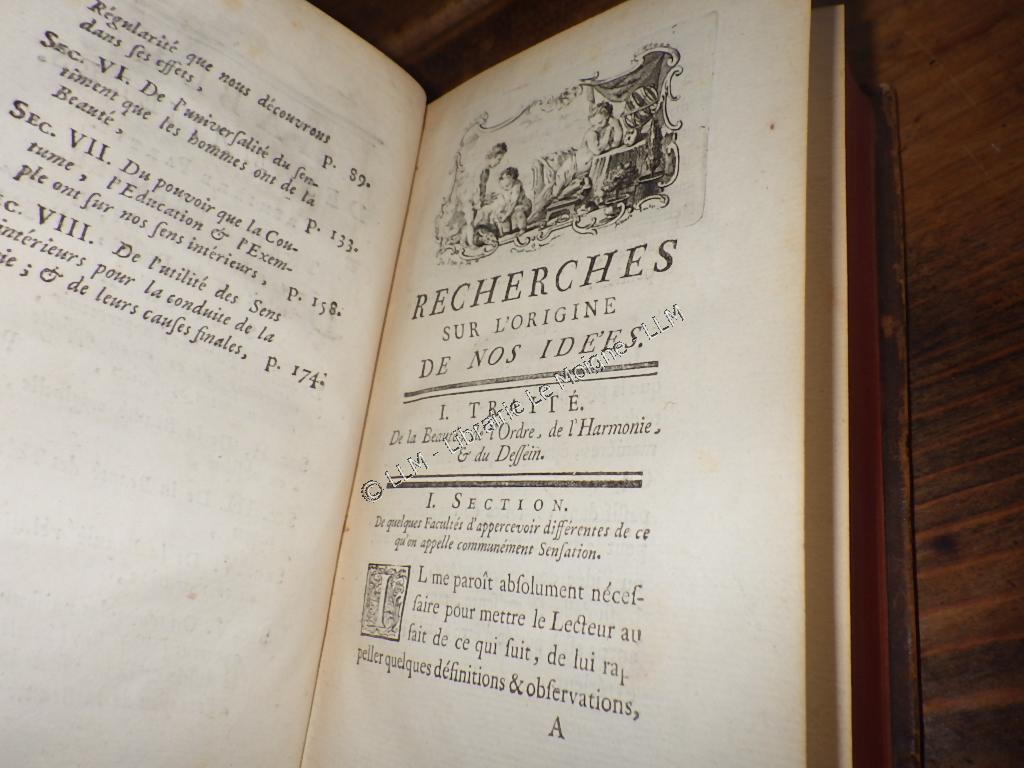 Régularité que nous découvrons
dans ſes effets, p. 89.
Sec. VI. De l'univerſalité du ſen-
timent que les hommes ont de la
Beauté, p. 133.
Sec. VII. Du pouvoir que la Cou-
tume, l'Education & l'Exem-
ple ont ſur nos ſens intérieurs, p. 158.
ec. VIII. De l'utilité des Sens
intérieurs pour la conduite de la
ie; & de leurs cauſes finales, p. 174.
RECHERCHES
SUR L'ORIGINE
DE NOS IDÉES.
I. TRAITÉ.
De la Beauté, de l'Ordre, de l'Harmonie,
& du Deſſein.
I. SECTION.
De quelques Facultés d'appercevoir différentes de ce
qu'on appelle communément Senſation.
IL me paroît abſolument néceſ-
ſaire pour mettre le Lecteur au
fait de ce qui ſuit, de lui rap
peller quelques définitions & obſervations,
A
© LLM - Librairie Le Moigne, LLM